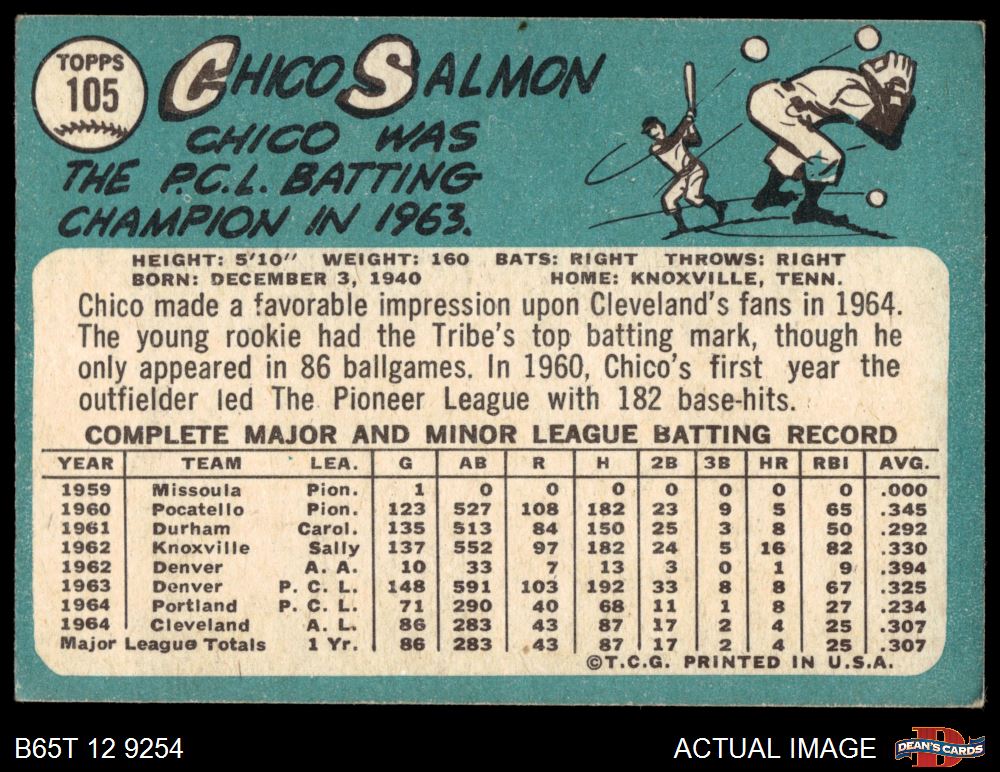 TOPPS
105
CHICO SALMON
CHICO WAS
THE P.C.L. BATTING
CHAMPION IN 1963.
HEIGHT: 5'10" WEIGHT: 160 BATS: RIGHT THROWS: RIGHT
BORN: DECEMBER 3, 1940 HOME: KNOXVILLE, TENN.
Chico made a favorable impression upon Cleveland's fans in 1964.
The young rookie had the Tribe's top batting mark, though he
only appeared in 86 ballgames. In 1960, Chico's first year the
outfielder led The Pioneer League with 182 base-hits.
COMPLETE MAJOR AND MINOR LEAGUE BATTING RECORD
YEAR TEAM LEA. G AB R H 2B 3B HR RBI AVG.
1959 Missoula Pion. 1 0 0 0 0 0 0 0 .000
1960 Pocatello Pion. 123 527 108 182 23 9 5 65 .345
1961 Durham Carol. 135 513 84 150 25 3 8 50 .292
1962 Knoxville Sally 137 552 97 182 24 5 16 82 .330
1962 Denver A. A. 10 33 7 13 3 0 1 9 .394
1963 Denver P. C. L. 148 591 103 192 33 8 8 67 .325
1964 Portland P. C. L. 71 290 40 68 11 1 8 27 .234
1964 Cleveland A. L. 86 283 43 87 17 2 4 25 .307
Major League Totals 1 Yr. 86 283 43 87 17 2 4 25 .307
©T.C.G. PRINTED IN U.S.A.
B65T 12 9254
ACTUAL IMAGE
D
DEAN'S CARDS